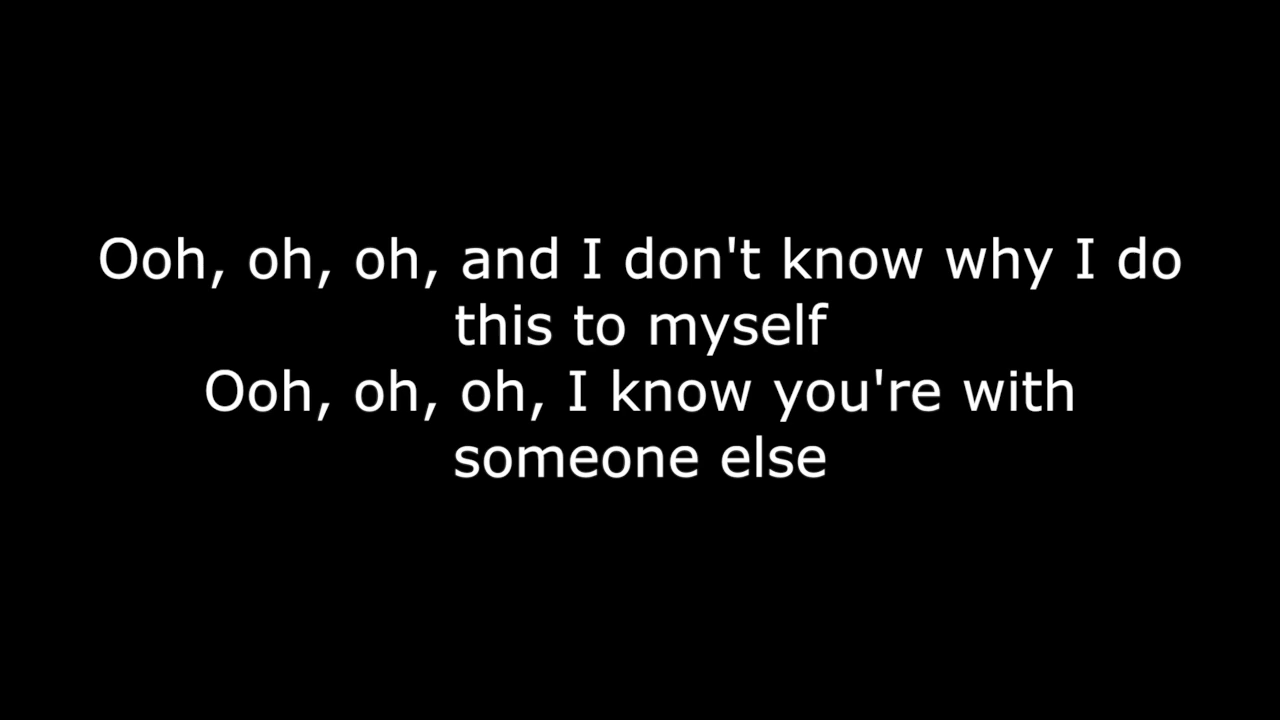 Ooh, oh, oh, and I don't know why I do
this to myself
Ooh, oh, oh, I know you're with
someone else